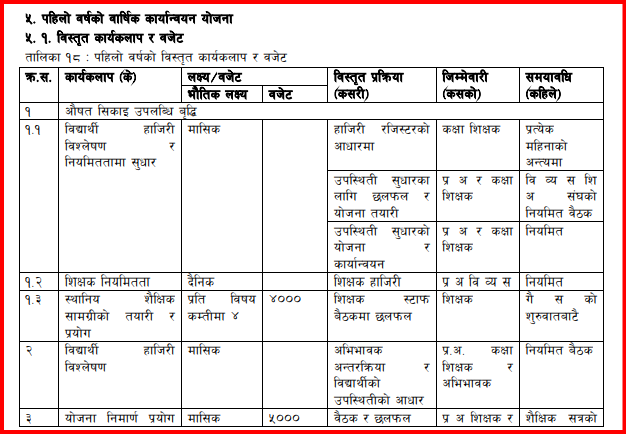 ५. पहिलो वर्षको वार्षिक कार्यान्वयन योजना
५. १. विस्तृत कार्यकलाप र वजेट
तालिका १८ : पहिलो वर्षको विस्तृत कार्यकलाप र वजेट
क्र.स. कार्यकलाप (के) लक्ष्य/वजेट विस्तृत प्रक्रिया (कसरी) जिम्मेवारी (कसको) समयावधि (कहिले)
भौतिक लक्ष्य वजेट
१ औषत सिकाइ उपलब्धि बृद्धि
१.१ विद्यार्थी हाजिरी मासिक हाजिरी रजिस्टरको कक्षा शिक्षक प्रत्येक
विश्लेषण र आधारमा महिनाको
नियमिततामा सुधार अन्त्यमा
उपस्थिती सुधारका प्र अ र कक्षा वि व्य स शि
लागि छलफल र शिक्षक अ संघको
योजना तयारी नियमित वैठक
उपस्थिती सुधारको प्र अ र कक्षा नियमित
योजना र शिक्षक
कार्यान्वयन
१.२ शिक्षक नियमितता दैनिक शिक्षक हाजिरी प्र अ वि व्य स नियमित
१.३ स्थानिय शैक्षिक प्रति विषय ४००० शिक्षक स्टाफ शिक्षक गै स को
सामग्रीको तयारी र कम्तीमा ४ बैठकमा छलफल शुरुवातबाटै
प्रयोग
२ विद्यार्थी हाजिरी मासिक अभिभावक प्र.अ. कक्षा नियमित बैठक
विश्लेषण अन्तरक्रिया र शिक्षक र
विद्यार्थीको अभिभावक
उपस्थितीको आधार
३ योजना निमार्ण प्रयोग मासिक ५००० वैठक र छलफल प्र अ शिक्षक र शैक्षिक सत्रको